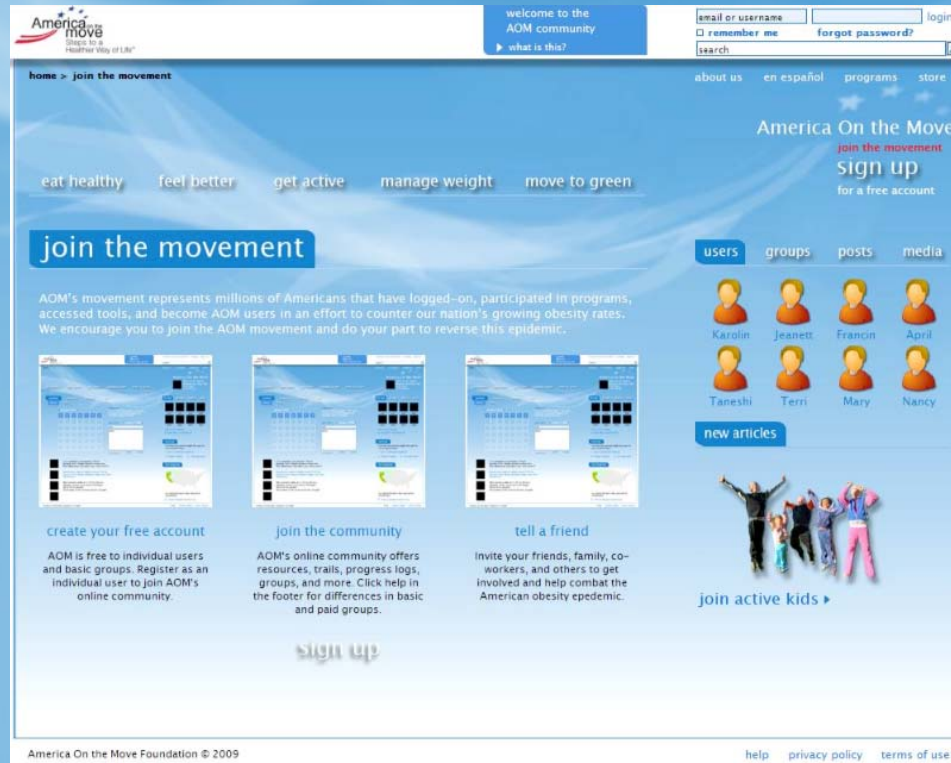 America on the move
Steps to a
Healthier Way of Life
welcome to the
AOM community
what is this?
email or username
login
remember me
forgot password?
search
home > join the movement
about us
en español
programs
store
America On the Move
join the movement
sign up
for a free account
eat healthy
feel better
get active
manage weight
move to green
join the movement
users
groups
posts
media
AOM's movement represents millions of Americans that have logged-on, participated in programs,
accessed tools, and become AOM users in an effort to counter our nation's growing obesity rates.
We encourage you to join the AOM movement and do your part to reverse this epidemic.
Karolin
Jeanett
Francin
April
Taneshi
Terri
Mary
Nancy
new articles
create your free account
AOM is free to individual users
and basic groups. Register as an
individual user to join AOM's
online community.
join the community
AOM's online community offers
resources, trails, progress logs,
groups, and more. Click help in
the footer for differences in basic
and paid groups.
tell a friend
Invite your friends, family, co-
workers, and others to get
involved and help combat the
American obesity epedemic.
join active kids
sign up
America On the Move Foundation © 2009
help
privacy policy
terms of use